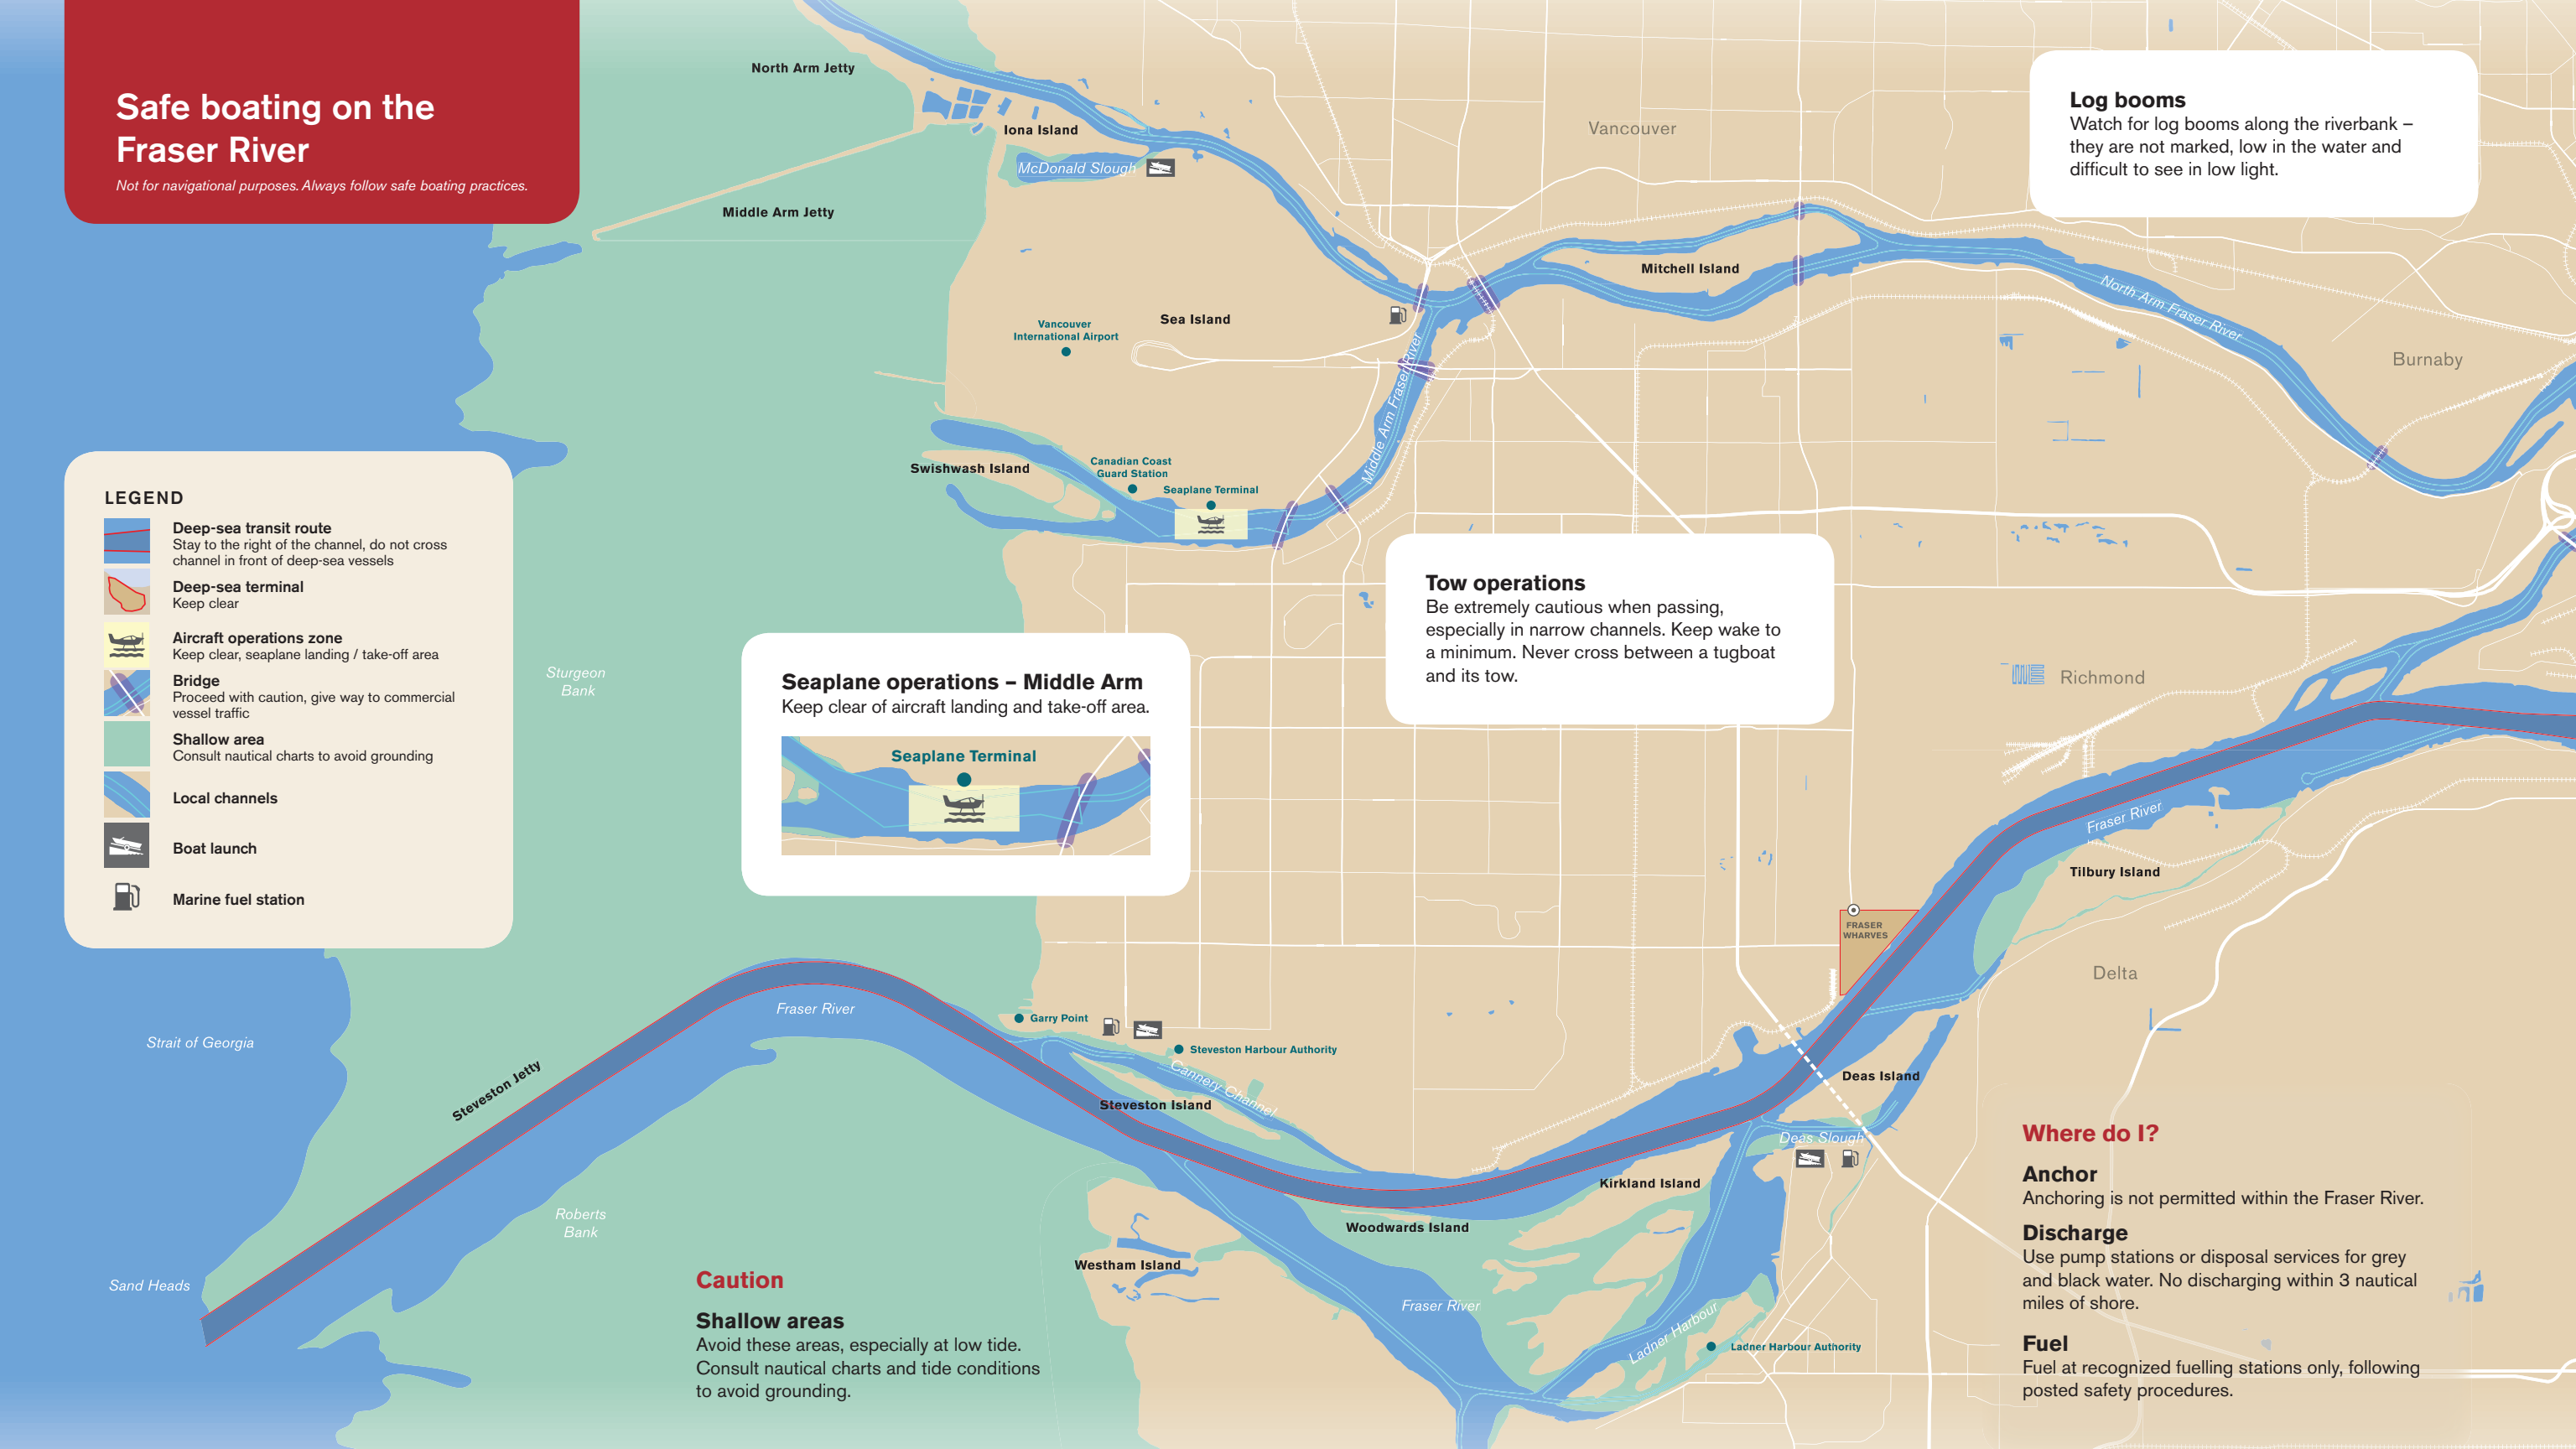 Safe boating on the
Fraser River
Not for navigational purposes. Always follow safe boating practices.
North Arm Jetty
Iona Island
McDonald Slough
Middle Arm Jetty
Vancouver
Log booms
Watch for log booms along the riverbank –
they are not marked, low in the water and
difficult to see in low light.
Mitchell Island
North Arm Fraser River
Burnaby
Sea Island
Vancouver
International Airport
Middle Arm Fraser River
Swishwash Island
Canadian Coast
Guard Station
Seaplane Terminal
LEGEND
Deep-sea transit route
Stay to the right of the channel, do not cross
channel in front of deep-sea vessels
Deep-sea terminal
Keep clear
Aircraft operations zone
Keep clear, seaplane landing / take-off area
Bridge
Proceed with caution, give way to commercial
vessel traffic
Shallow area
Consult nautical charts to avoid grounding
Local channels
Boat launch
Marine fuel station
Sturgeon
Bank
Tow operations
Be extremely cautious when passing,
especially in narrow channels. Keep wake to
a minimum. Never cross between a tugboat
and its tow.
Seaplane operations – Middle Arm
Keep clear of aircraft landing and take-off area.
Seaplane Terminal
Richmond
Fraser River
Tilbury Island
FRASER
WHARVES
Delta
Strait of Georgia
Fraser River
Garry Point
Steveston Harbour Authority
Cannery Channel
Steveston Jetty
Steveston Island
Deas Island
Deas Slough
Kirkland Island
Woodwards Island
Westham Island
Roberts
Bank
Sand Heads
Fraser River
Ladner Harbour
Ladner Harbour Authority
Caution
Shallow areas
Avoid these areas, especially at low tide.
Consult nautical charts and tide conditions
to avoid grounding.
Where do I?
Anchor
Anchoring is not permitted within the Fraser River.
Discharge
Use pump stations or disposal services for grey
and black water. No discharging within 3 nautical
miles of shore.
Fuel
Fuel at recognized fuelling stations only, following
posted safety procedures.